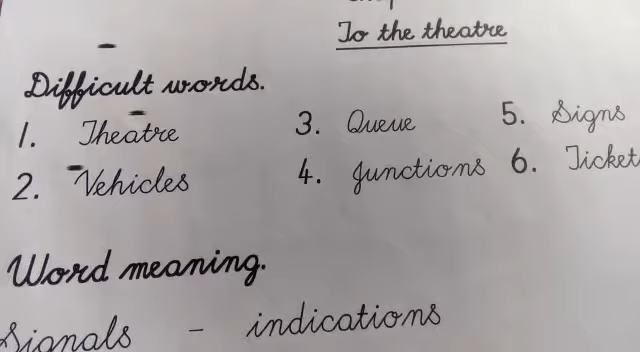 To the theatre
Difficult words.
1. Theatre 3. Queue 5. Signs
2. Vehicles 4. Junctions 6. Ticket
Word meaning.
Signals - indications